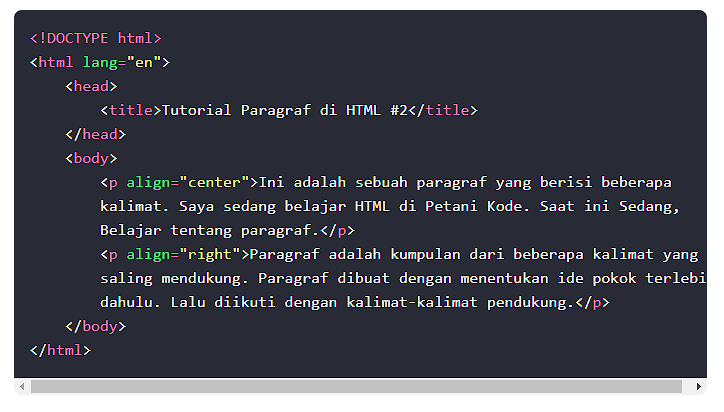 <!DOCTYPE html>
<html lang="en">
    <head>
        <title>Tutorial Paragraf di HTML #2</title>
    </head>
    <body>
        <p align="center">Ini adalah sebuah paragraf yang berisi beberapa
        kalimat. Saya sedang belajar HTML di Petani Kode. Saat ini Sedang,
        Belajar tentang paragraf.</p>
        <p align="right">Paragraf adalah kumpulan dari beberapa kalimat yang
        saling mendukung. Paragraf dibuat dengan menentukan ide pokok terlebi
        dahulu. Lalu diikuti dengan kalimat-kalimat pendukung.</p>
    </body>
</html>